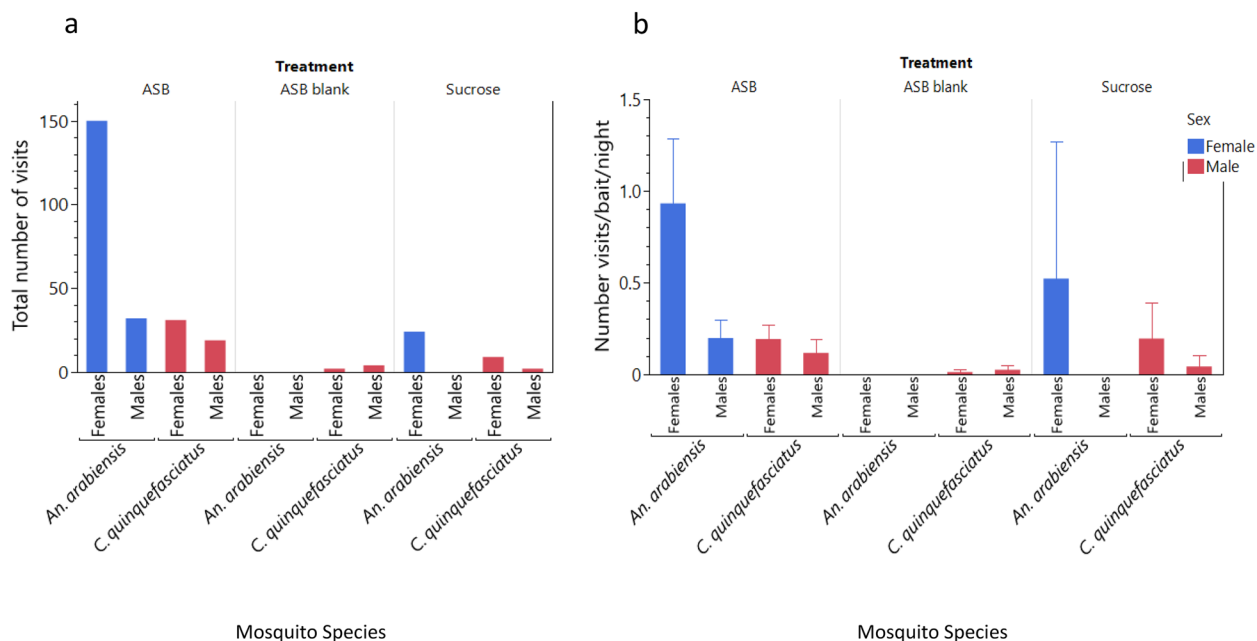 a
Treatment
ASB ASB blank Sucrose
Total number of visits
150
100
50
0
Females Males Females Males Females Males Females Males Females Males Females Males
An. arabiensis C. quinquefasciatus An. arabiensis C. quinquefasciatus An. arabiensis C. quinquefasciatus
Mosquito Species
b
Treatment
ASB ASB blank Sucrose
Number visits/bait/night
1.5
1.0
0.5
0
Sex
Female
Male
Females Males Females Males Females Males Females Males Females Males Females Males
An. arabiensis C. quinquefasciatus An. arabiensis C. quinquefasciatus An. arabiensis C. quinquefasciatus
Mosquito Species